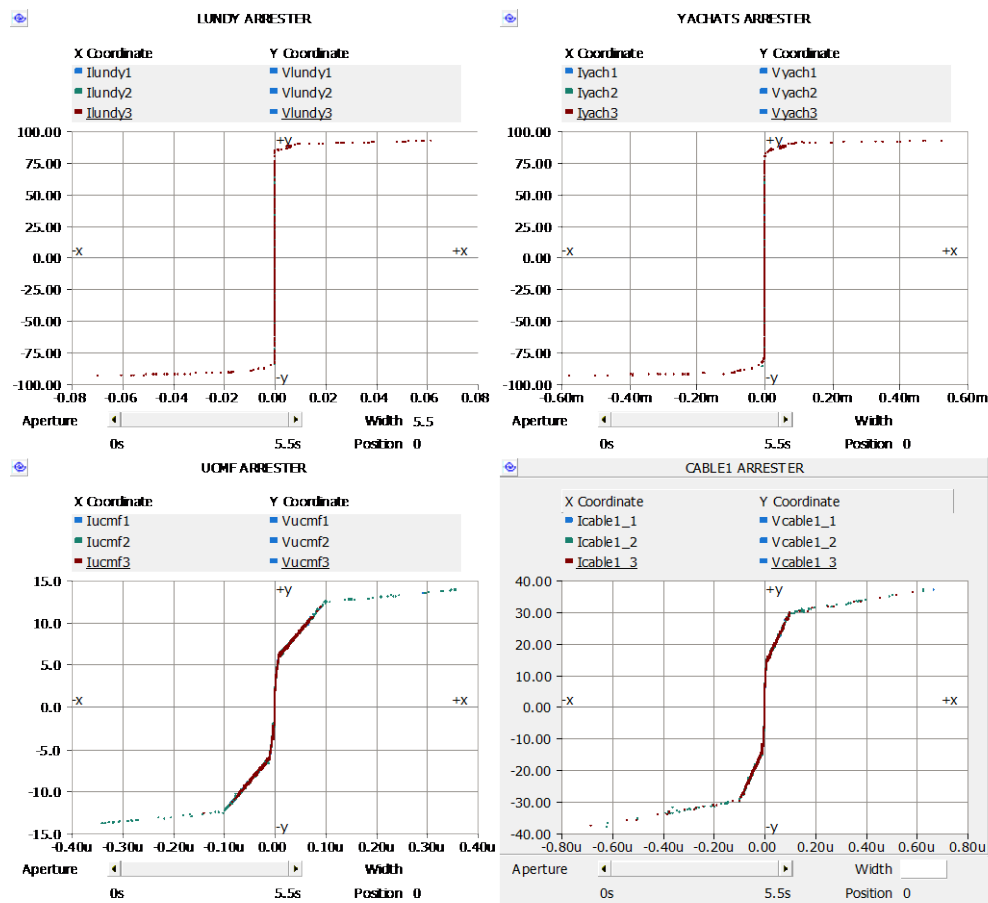 LUNDY ARRESTER
X Coordinate Y Coordinate
Ilundy1 Vlundy1
Ilundy2 Vlundy2
Ilundy3 Vlundy3
100.00
+y
75.00
50.00
25.00
0.00
-x +x
-25.00
-50.00
-75.00
-100.00
-y
-0.08 -0.06 -0.04 -0.02 0.00 0.02 0.04 0.06 0.08
Aperture Width 5.5
0s 5.5s Position 0
YACHATS ARRESTER
X Coordinate Y Coordinate
Iyach1 Vyach1
Iyach2 Vyach2
Iyach3 Vyach3
100.00
+y
75.00
50.00
25.00
0.00
-x +x
-25.00
-50.00
-75.00
-100.00
-y
-0.60m -0.40m -0.20m 0.00 0.20m 0.40m 0.60m
Aperture Width
0s 5.5s Position 0
UCMF ARRESTER
X Coordinate Y Coordinate
Iucmf1 Vucmf1
Iucmf2 Vucmf2
Iucmf3 Vucmf3
15.0
+y
10.0
5.0
0.0
-x +x
-5.0
-10.0
-15.0
-y
-0.40u -0.30u -0.20u -0.10u 0.00 0.10u 0.20u 0.30u 0.40u
Aperture Width
0s 5.5s Position 0
CABLE1 ARRESTER
X Coordinate Y Coordinate
Icable1_1 Vcable1_1
Icable1_2 Vcable1_2
Icable1_3 Vcable1_3
40.00
+y
30.00
20.00
10.00
0.00
-x +x
-10.00
-20.00
-30.00
-40.00
-y
-0.80u -0.60u -0.40u -0.20u 0.00 0.20u 0.40u 0.60u 0.80u
Aperture Width
0s 5.5s Position 0